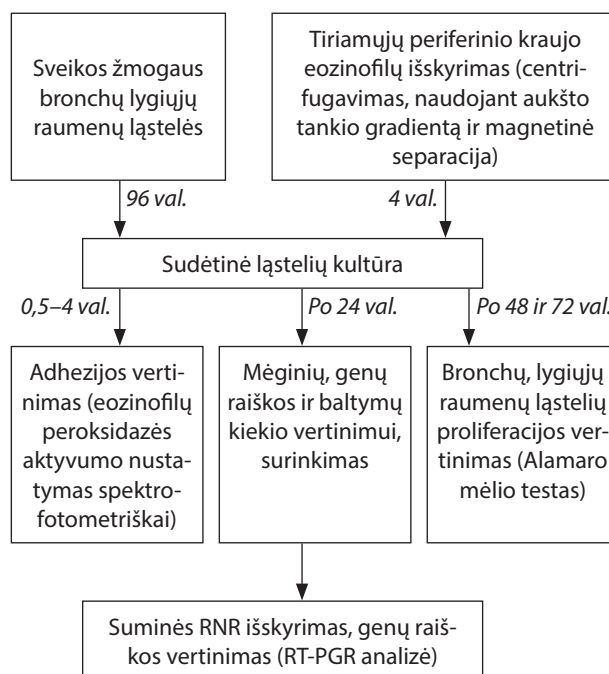 Sveikos žmogaus
bronchų lygiųjų
raumenų ląstelės
Tiriamųjų periferinio kraujo
eozinofilų išskyrimas (centri-
fugavimas, naudojant aukšto
tankio gradientą ir magnetinė
separacija)
96 val.
4 val.
Sudėtinė ląstelių kultūra
0,5–4 val.
Po 24 val.
Po 48 ir 72 val.
Adhezijos verti-
nimas (eozinofilų
peroksidazės
aktyvumo nusta-
tymas spektro-
fotometriškai)
Mėginių, genų
raiškos ir baltymų
kiekio vertinimui,
surinkimas
Bronchų, lygiųjų
raumenų ląstelių
proliferacijos ver-
tinimas (Alamaro
mėlio testas)
Suminės RNR išskyrimas, genų raiš-
kos vertinimas (RT-PGR analizė)